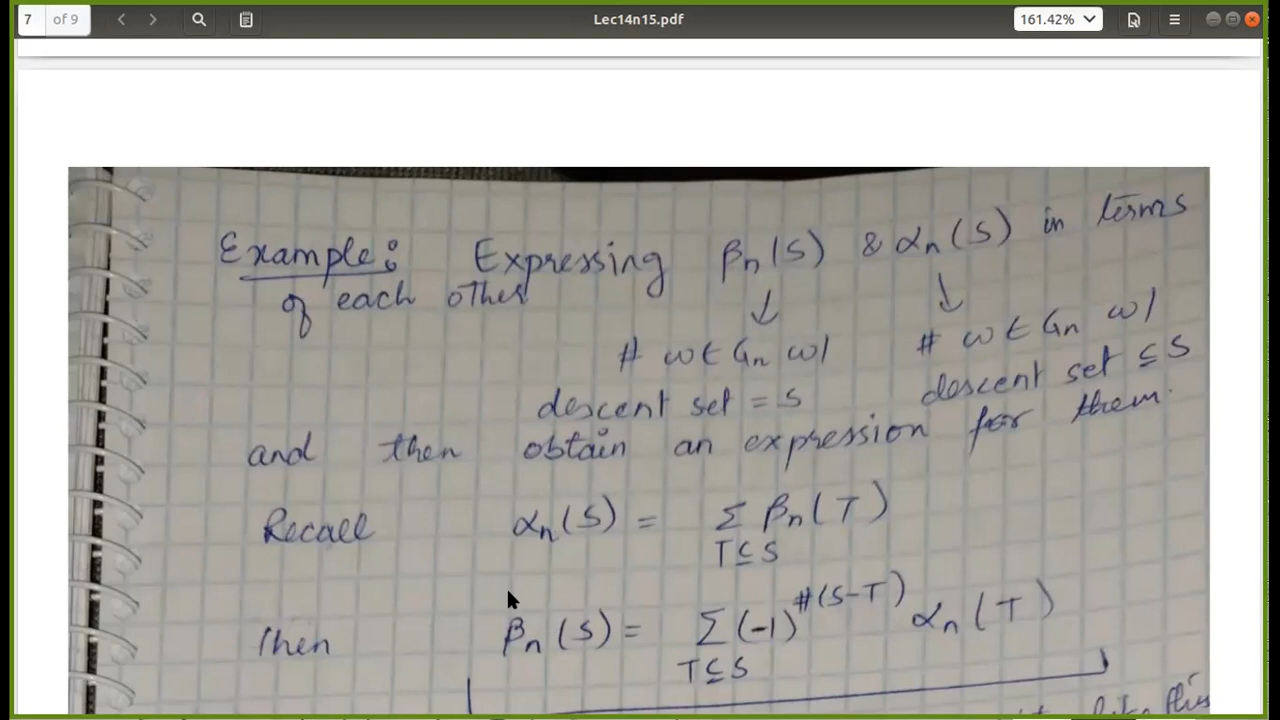 7 of 9 Lec14n15.pdf 161.42%
Example: Expressing βn(S) & αn(S) in terms
of each other
↓ ↓
# w ∈ Gn w/ # w ∈ Gn w/
descent set = S descent set ⊆ S
and then obtain an expression for them.
Recall αn(S) = Σ βn(T)
T⊆S
Then βn(S) = Σ (-1)^#(S-T) αn(T)
T⊆S